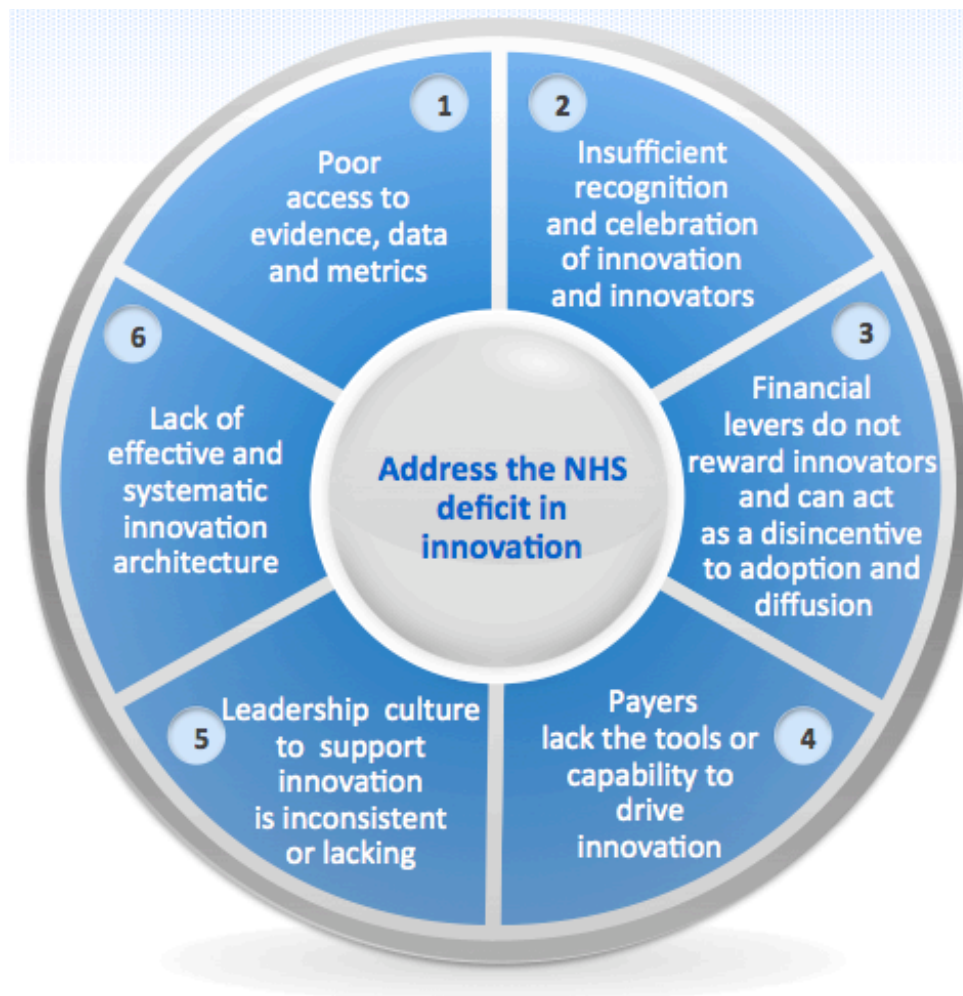 1
Poor
access to
evidence, data
and metrics
2
Insufficient
recognition
and celebration
of innovation
and innovators
3
Financial
levers do not
reward innovators
and can act
as a disincentive
to adoption and
diffusion
4
Payers
lack the tools or
capability to
drive
innovation
5
Leadership culture
to support
innovation
is inconsistent
or lacking
6
Lack of
effective and
systematic
innovation
architecture
Address the NHS
deficit in
innovation